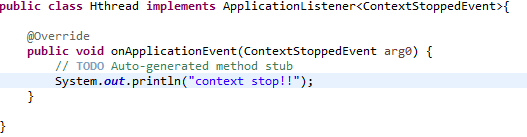 public class Hthread implements ApplicationListener<ContextStoppedEvent>{
@Override
public void onApplicationEvent(ContextStoppedEvent arg0) {
// TODO Auto-generated method stub
System.out.println("context stop!!");
}
}